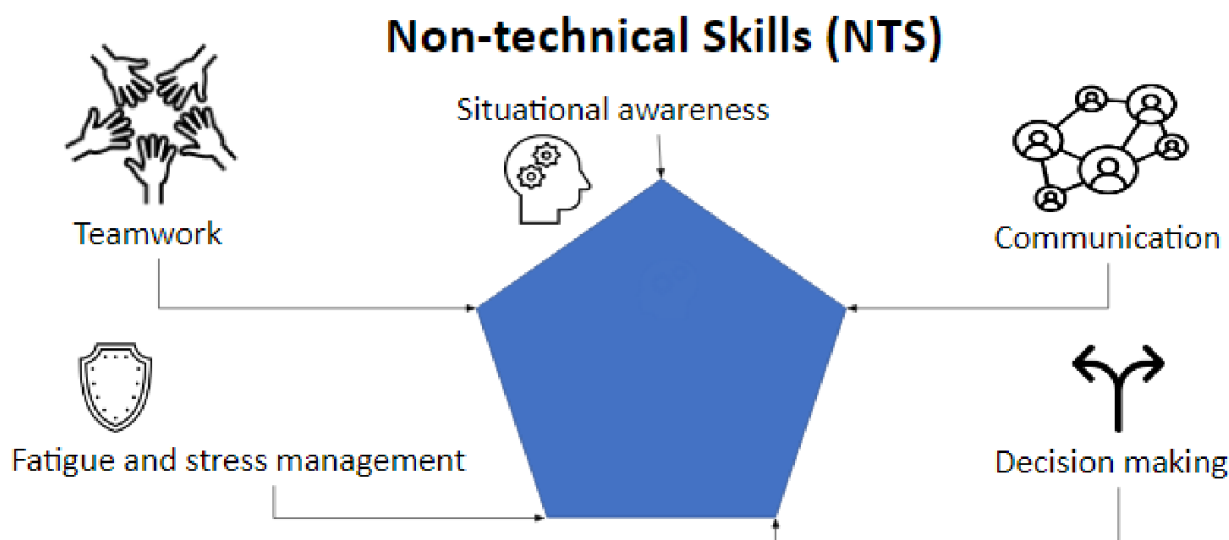 Non-technical Skills (NTS)
Situational awareness
Teamwork
Communication
Fatigue and stress management
Decision making